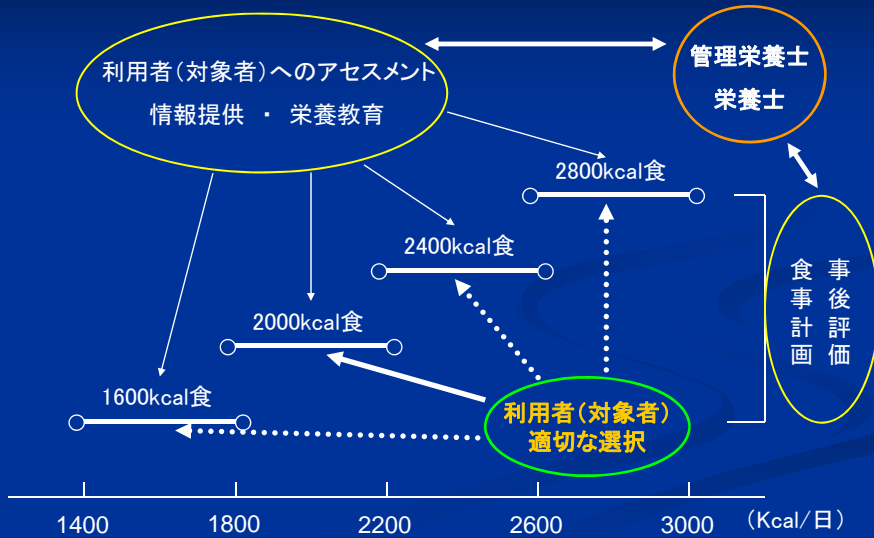 利用者(対象者)へのアセスメント
情報提供 ・ 栄養教育
管理栄養士
栄養士
2800kcal食
2400kcal食
2000kcal食
1600kcal食
食事計画
事後評価
利用者(対象者)
適切な選択
1400 1800 2200 2600 3000 (Kcal/日)